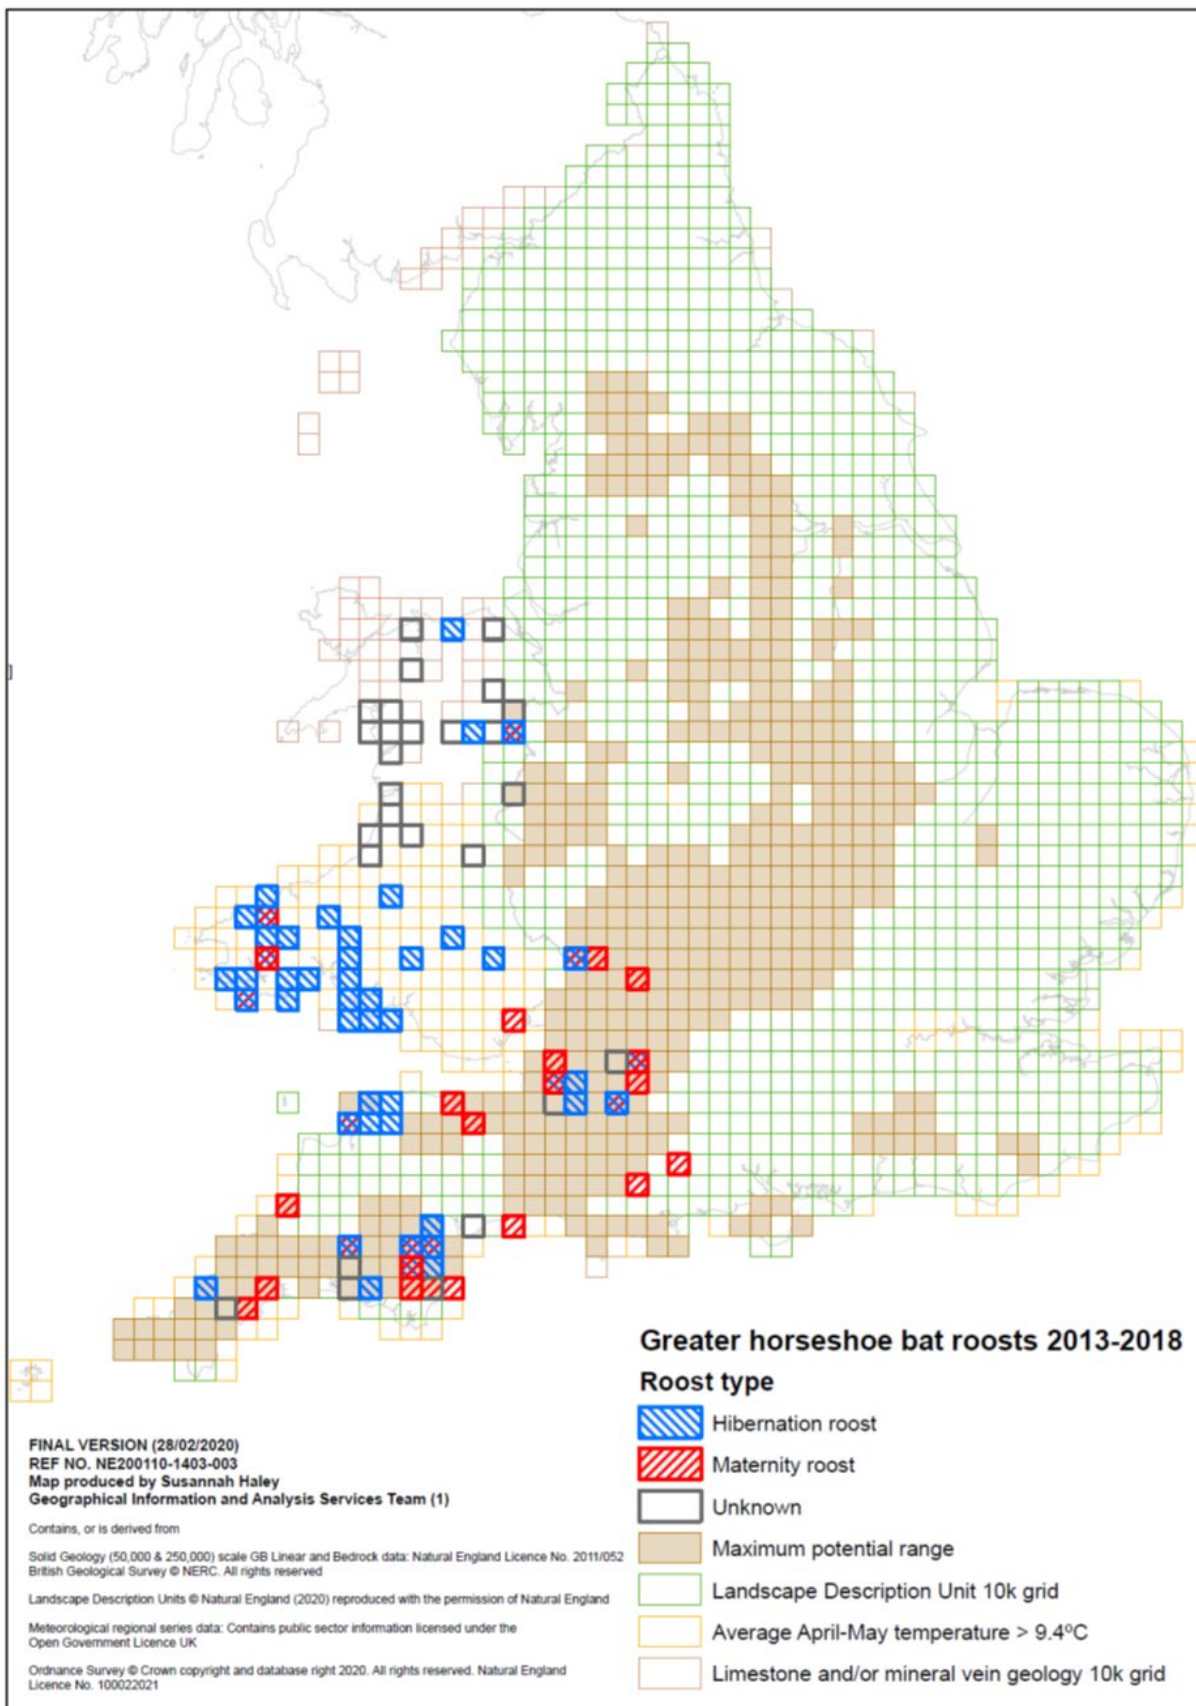 Greater horseshoe bat roosts 2013-2018
Roost type
Hibernation roost
Maternity roost
Unknown
Maximum potential range
Landscape Description Unit 10k grid
Average April-May temperature > 9.4ºC
Limestone and/or mineral vein geology 10k grid
FINAL VERSION (28/02/2020)
REF NO. NE200110-1403-003
Map produced by Susannah Haley
Geographical Information and Analysis Services Team (1)
Contains, or is derived from
Solid Geology (50,000 & 250,000) scale GB Linear and Bedrock data: Natural England Licence No. 2011/052
British Geological Survey © NERC. All rights reserved
Landscape Description Units © Natural England (2020) reproduced with the permission of Natural England
Meteorological regional series data: Contains public sector information licensed under the
Open Government Licence UK
Ordnance Survey © Crown copyright and database right 2020. All rights reserved. Natural England
Licence No. 100022021